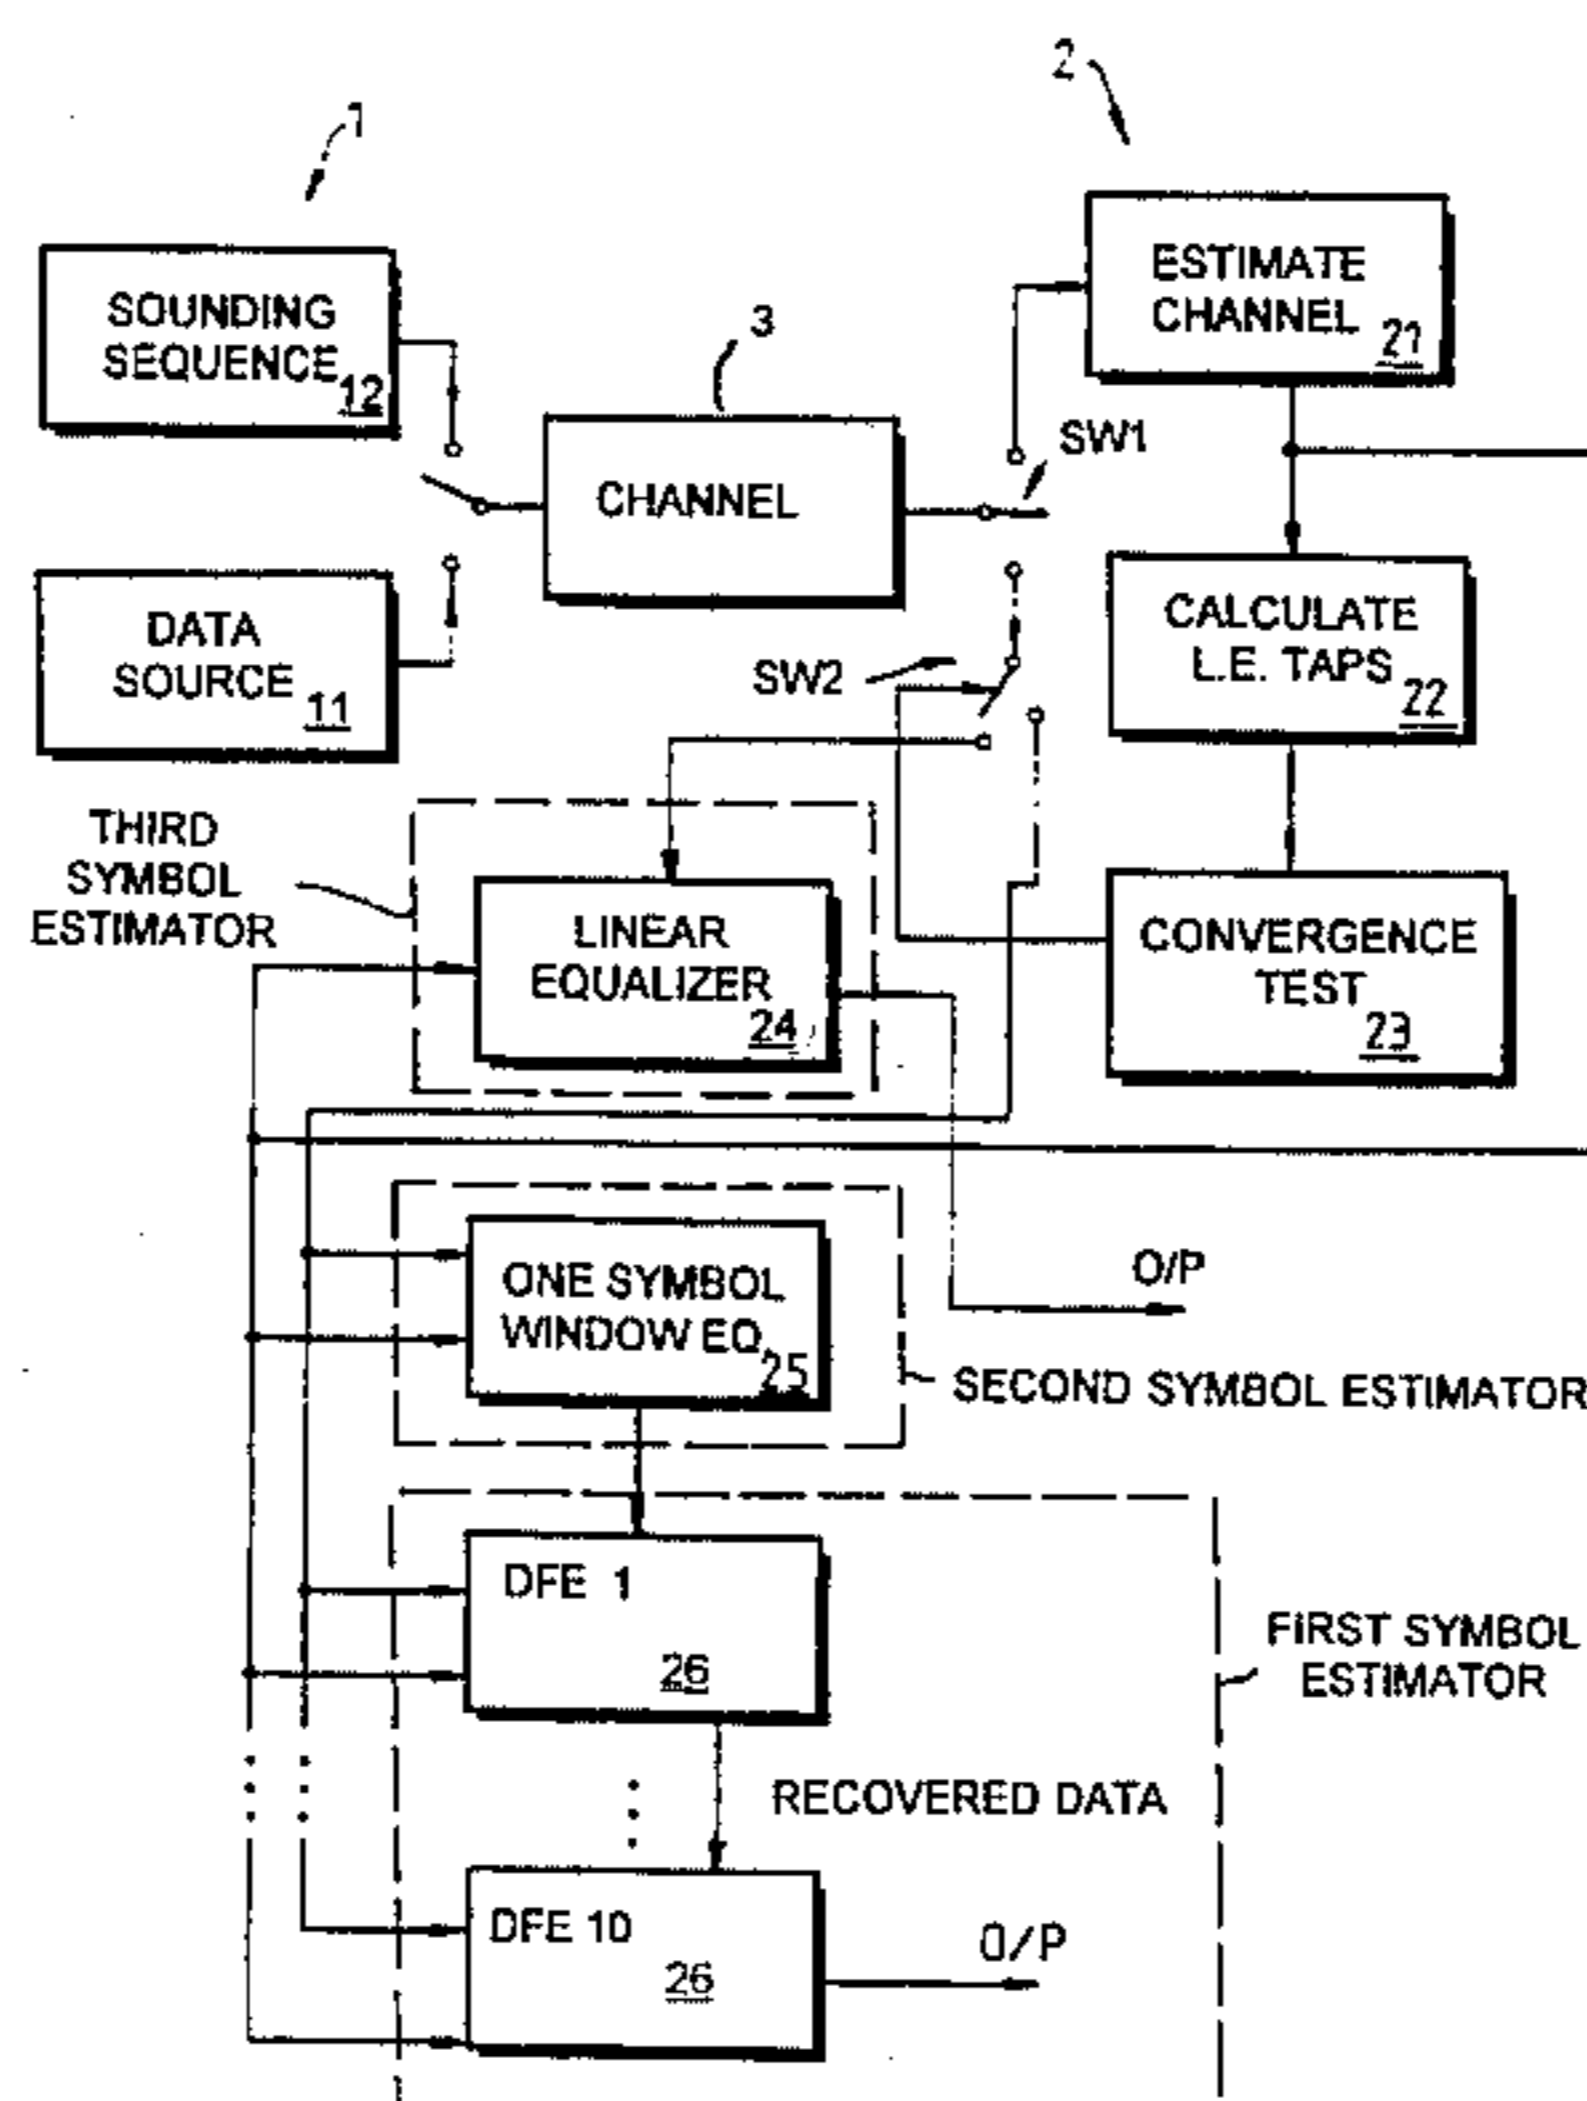 1
2
SOUNDING
SEQUENCE
12
DATA
SOURCE
11
3
CHANNEL
ESTIMATE
CHANNEL
21
SW1
CALCULATE
L.E. TAPS
22
SW2
THIRD
SYMBOL
ESTIMATOR
LINEAR
EQUALIZER
24
CONVERGENCE
TEST
23
ONE SYMBOL
WINDOW EQ.
25
O/P
SECOND SYMBOL ESTIMATOR
DFE 1
26
FIRST SYMBOL
ESTIMATOR
RECOVERED DATA
DFE 10
26
O/P